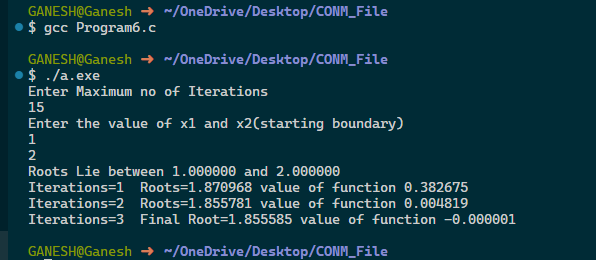 GANESH@Ganesh → ~/OneDrive/Desktop/CONM_File
$ gcc Program6.c
GANESH@Ganesh → ~/OneDrive/Desktop/CONM_File
$ ./a.exe
Enter Maximum no of Iterations
15
Enter the value of x1 and x2(starting boundary)
1
2
Roots Lie between 1.000000 and 2.000000
Iterations=1  Roots=1.870968 value of function 0.382675
Iterations=2  Roots=1.855781 value of function 0.004819
Iterations=3  Final Root=1.855585 value of function -0.000001
GANESH@Ganesh → ~/OneDrive/Desktop/CONM_File